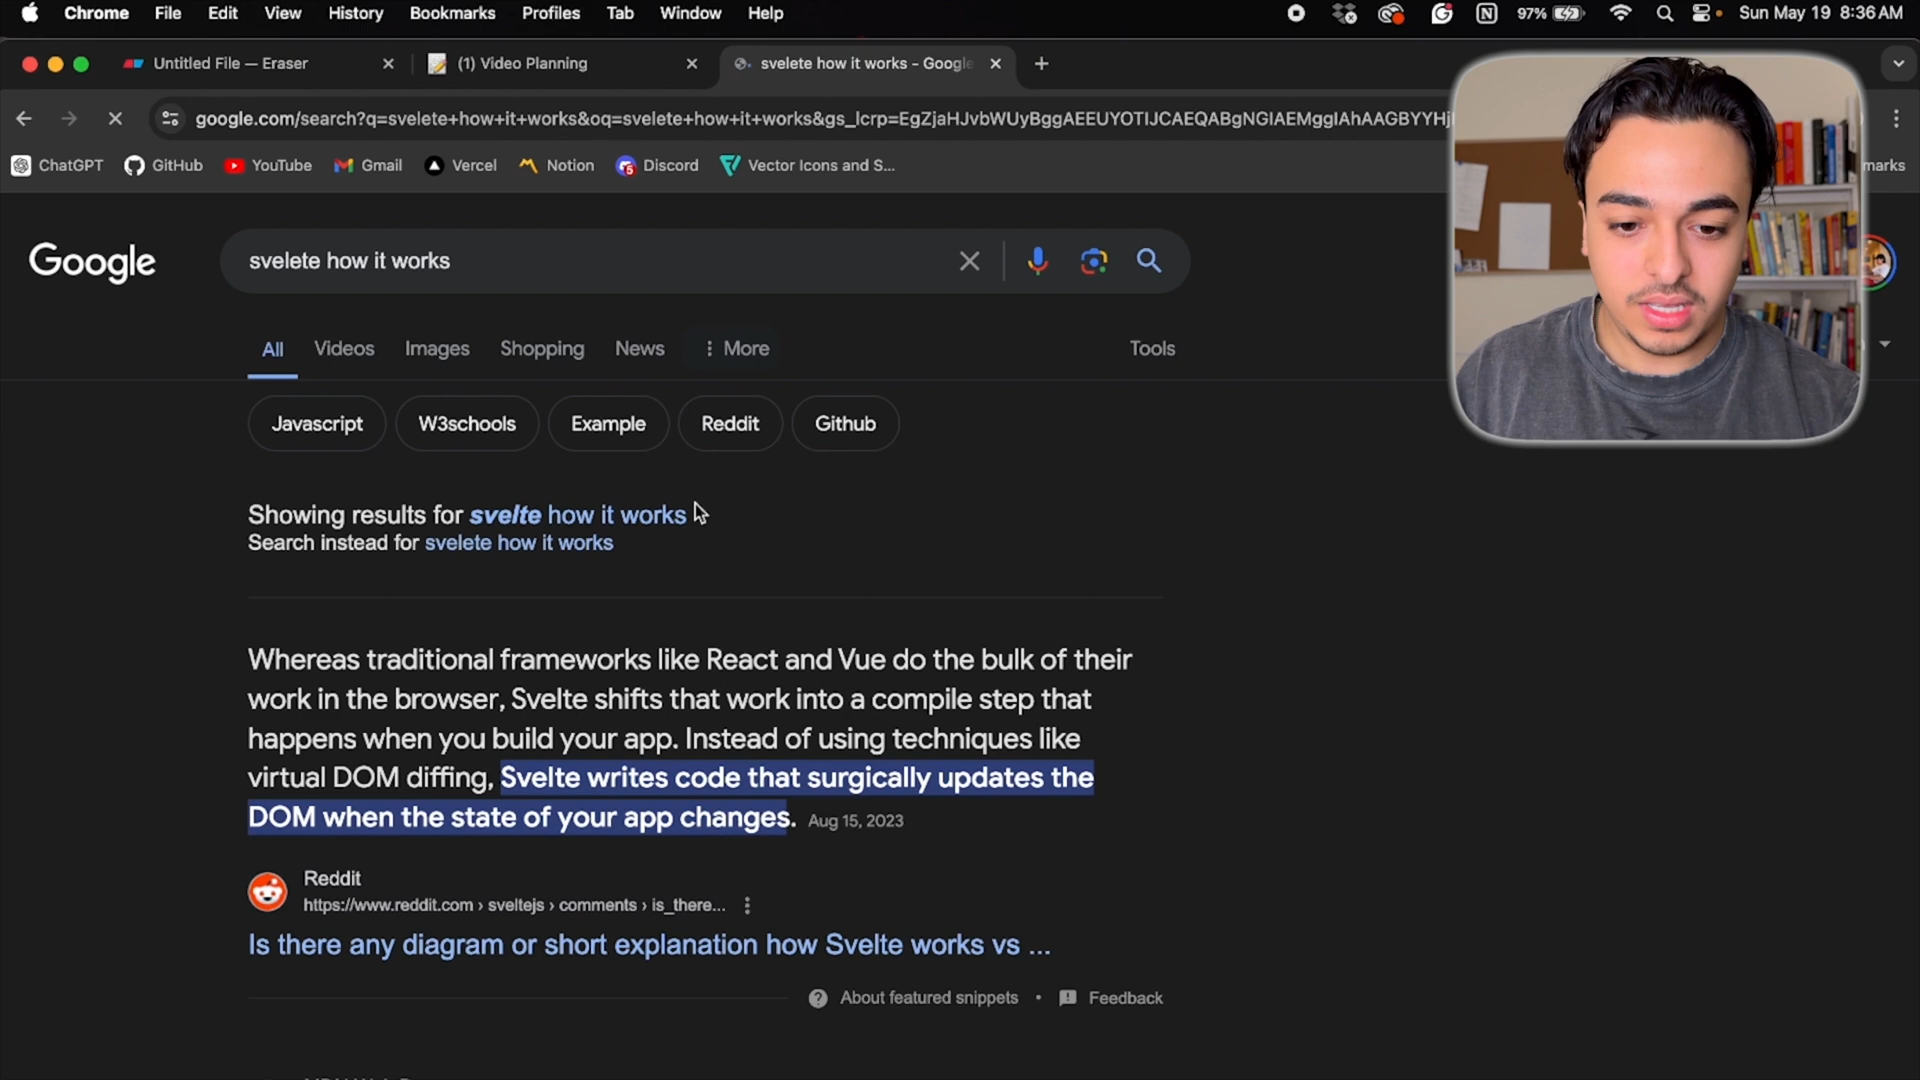 Chrome File Edit View History Bookmarks Profiles Tab Window Help 97% Sun May 19 8:36 AM
Untitled File — Eraser (1) Video Planning svelete how it works - Google
google.com/search?q=svelete+how+it+works&oq=svelete+how+it+works&gs_lcrp=EgZjaHJvbWUyBggAEEUYOTIJCAEQABgNGIAEMggIAhAAGBYYHj
ChatGPT GitHub YouTube Gmail Vercel Notion Discord Vector Icons and S... marks
Google svelete how it works
All Videos Images Shopping News More Tools
Javascript W3schools Example Reddit Github
Showing results for svelte how it works
Search instead for svelete how it works
Whereas traditional frameworks like React and Vue do the bulk of their
work in the browser, Svelte shifts that work into a compile step that
happens when you build your app. Instead of using techniques like
virtual DOM diffing, Svelte writes code that surgically updates the
DOM when the state of your app changes. Aug 15, 2023
Reddit
https://www.reddit.com › sveltejs › comments › is_there...
Is there any diagram or short explanation how Svelte works vs ...
About featured snippets • Feedback